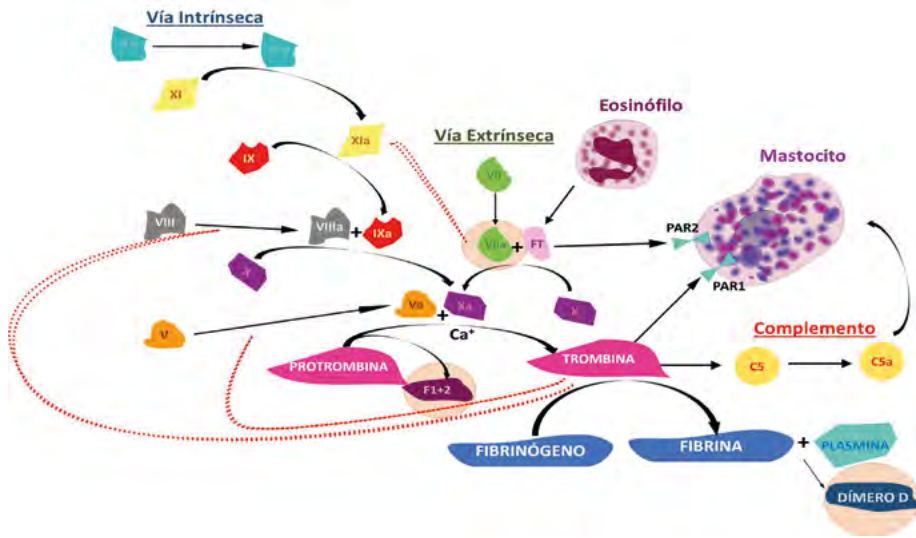 Vía Intrínseca
XI
XIa
Eosinófilo
Vía Extrínseca
IX
VII
Mastocito
VIII
VIIIa
+
IXa
VIIa
+
FT
PAR2
X
PAR1
Va
+
Xa
X
V
Ca+
Complemento
PROTROMBINA
TROMBINA
C5
C5a
F1+2
FIBRINÓGENO
FIBRINA
+
PLASMINA
DÍMERO D